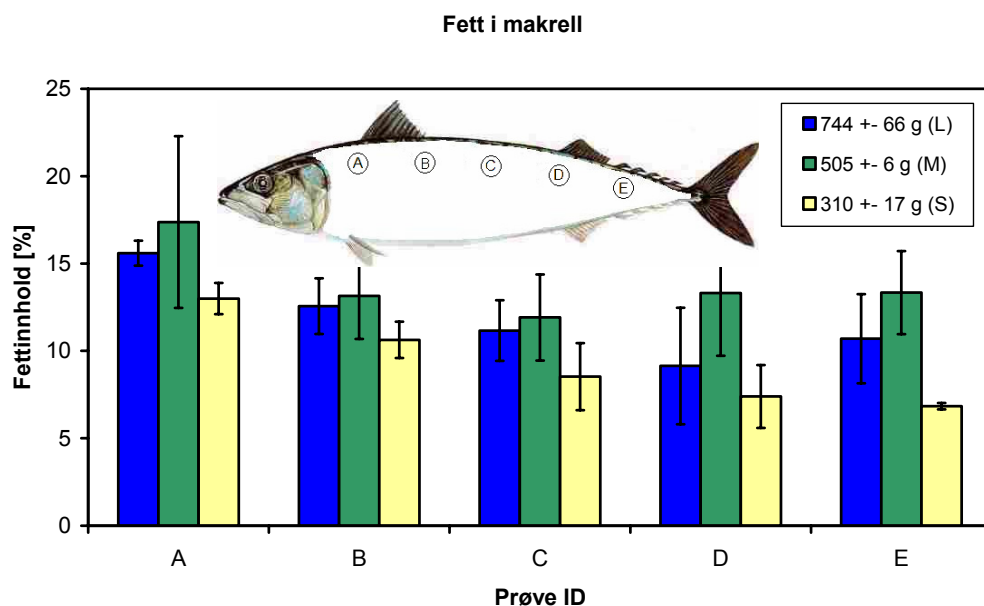 Fett i makrell
25
20
15
10
5
0
Fettinnhold [%]
744 +- 66 g (L)
505 +- 6 g (M)
310 +- 17 g (S)
A
B
C
D
E
A
B
C
D
E
Prøve ID